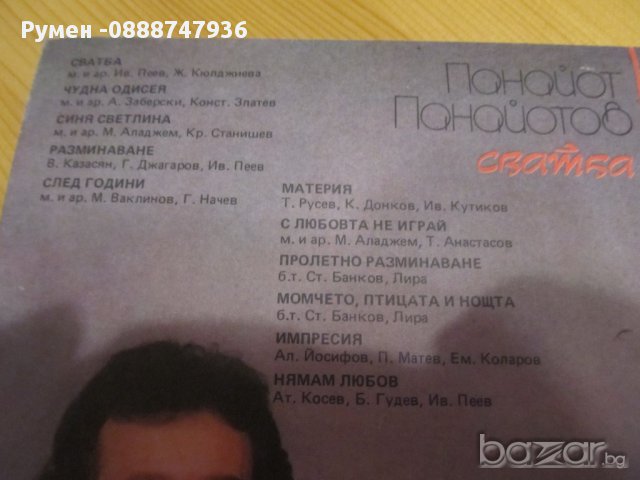 Румен -0888747936
СВАТБА
м. и ар. Ив. Пеев, Ж. Кюлджиева
ЧУДНА ОДИСЕЯ
м. и ар. А. Заберски, Конст. Златев
СИНЯ СВЕТЛИНА
м. и ар. М. Аладжем, Кр. Станишев
РАЗМИНАВАНЕ
В. Казасян, Г. Джагаров, Ив. Пеев
СЛЕД ГОДИНИ
м. и ар. М. Ваклинов, Г. Начев
Панайот
Панайотов
сватба
МАТЕРИЯ
Т. Русев, К. Донков, Ив. Кутиков
С ЛЮБОВТА НЕ ИГРАЙ
м. и ар. М. Аладжем, Т. Анастасов
ПРОЛЕТНО РАЗМИНАВАНЕ
б.т. Ст. Банков, Лира
МОМЧЕТО, ПТИЦАТА И НОЩТА
б.т. Ст. Банков, Лира
ИМПРЕСИЯ
Ал. Йосифов, П. Матев, Ем. Коларов
НЯМАМ ЛЮБОВ
Ат. Косев, Б. Гудев, Ив. Пеев
bazar.bg